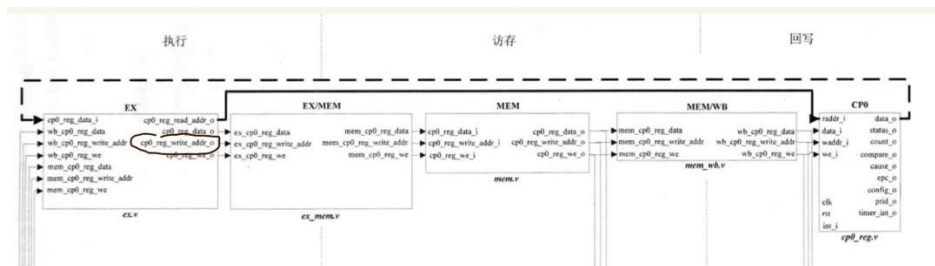 执行 访存 回写
EX EX/MEM MEM MEM/WB CP0
cp0_reg_data_i cp0_reg_read_addr_o raddr_i data_o
wb_cp0_reg_data cp0_reg_data_o ex_cp0_reg_data mem_cp0_reg_data cp0_reg_data_i cp0_reg_data_o mem_cp0_reg_data wb_cp0_reg_data data_i status_o
wb_cp0_reg_write_addr cp0_reg_write_addr_o ex_cp0_reg_write_addr mem_cp0_reg_write_addr cp0_reg_write_addr_i cp0_reg_write_addr_o mem_cp0_reg_write_addr wb_cp0_reg_write_addr waddr_i count_o
wb_cp0_reg_we cp0_reg_we_o ex_cp0_reg_we mem_cp0_reg_we cp0_reg_we_i cp0_reg_we_o mem_cp0_reg_we wb_cp0_reg_we we_i compare_o
mem_cp0_reg_data cause_o
mem_cp0_reg_write_addr epc_o
mem_cp0_reg_we config_o
clk prid_o
rst timer_int_o
int_i
ex.v ex_mem.v mem.v mem_wb.v cp0_reg.v